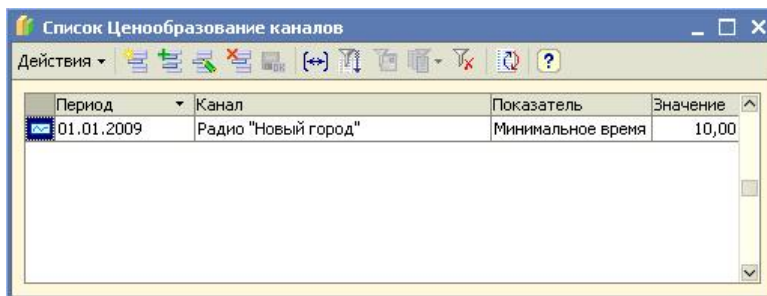 Список Ценообразование каналов
Действия
Период Канал Показатель Значение
01.01.2009 Радио "Новый город" Минимальное время 10,00